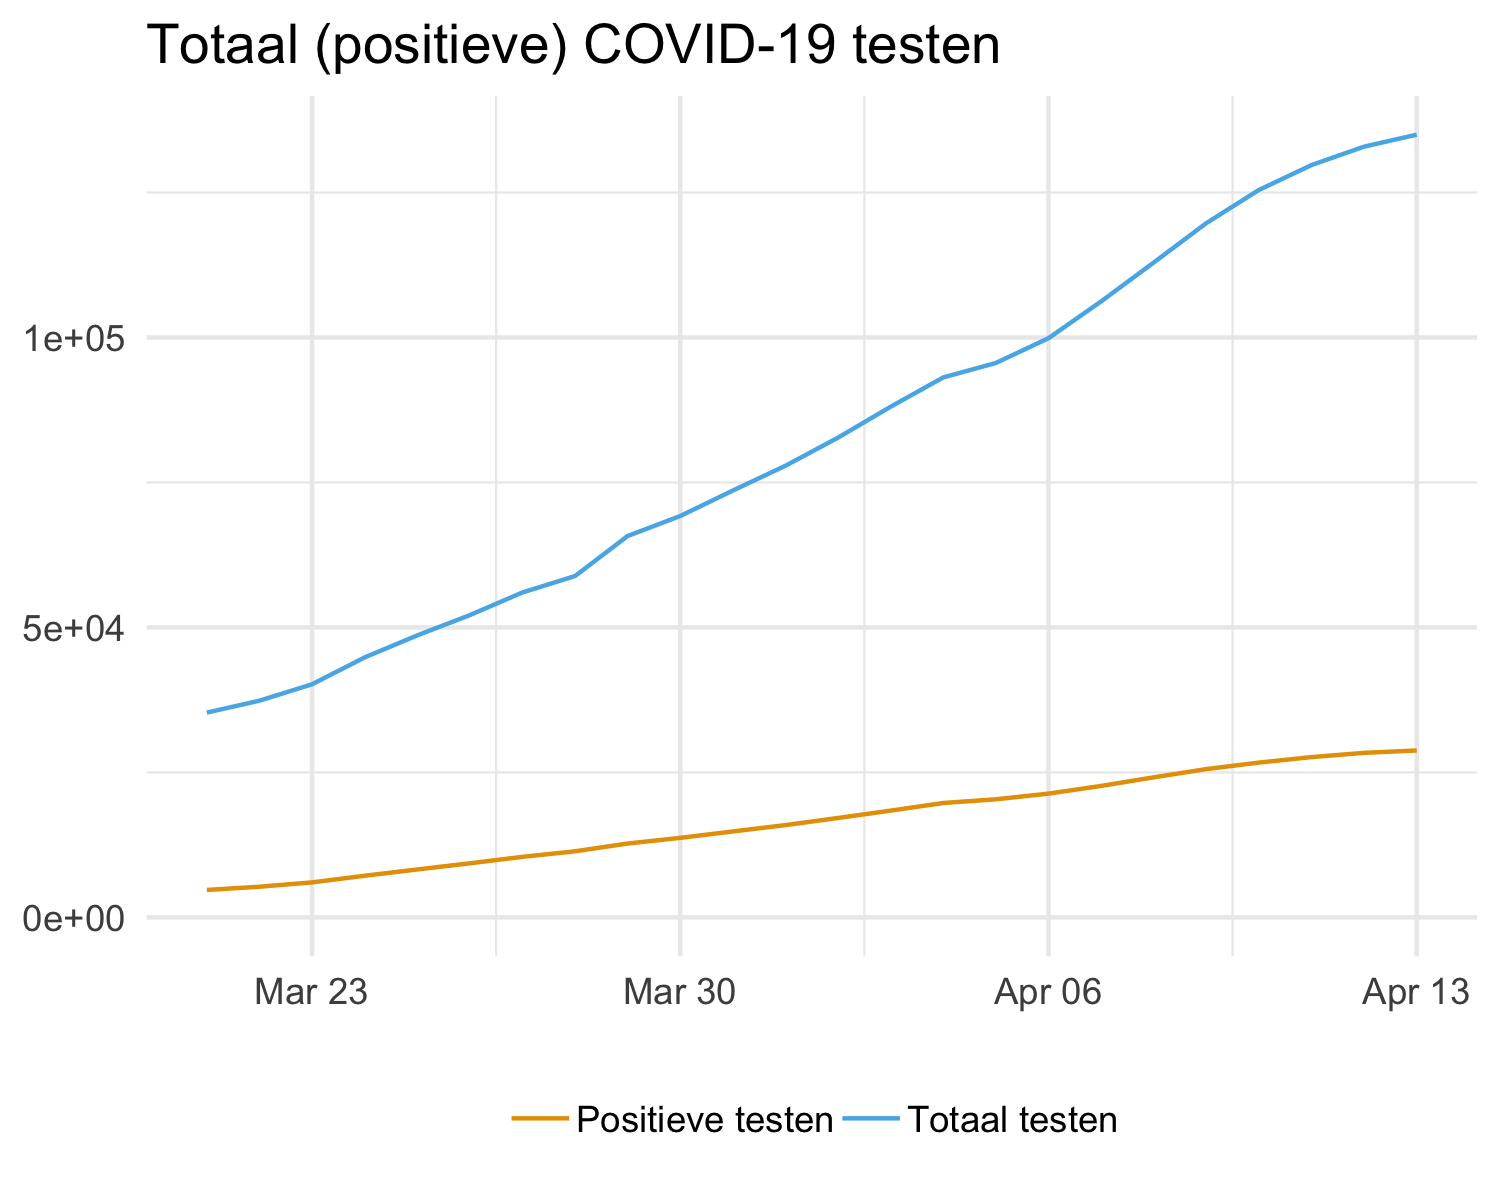 Totaal (positieve) COVID-19 testen
1e+05
5e+04
0e+00
Mar 23 Mar 30 Apr 06 Apr 13
Positieve testen Totaal testen